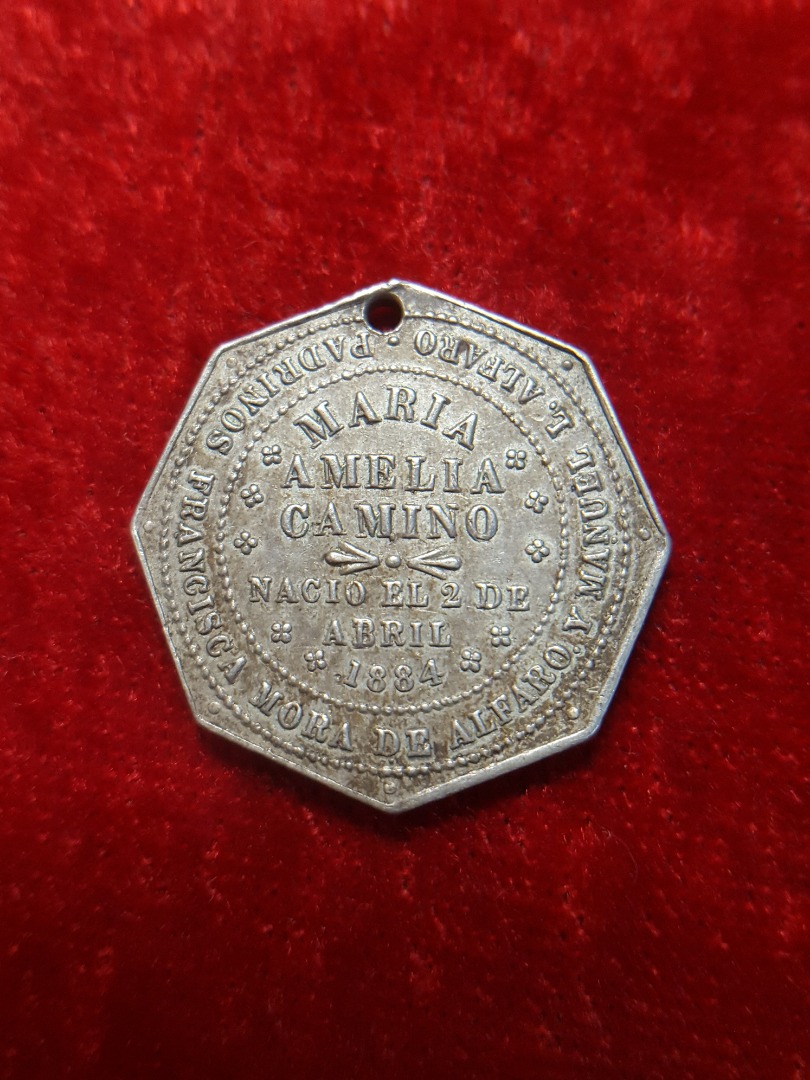 MARIA
AMELIA
CAMINO
NACIO EL 2 DE
ABRIL
1884
PADRINOS FRANCISCA MORA DE ALFARO, Y MANUEL L. ALFARO